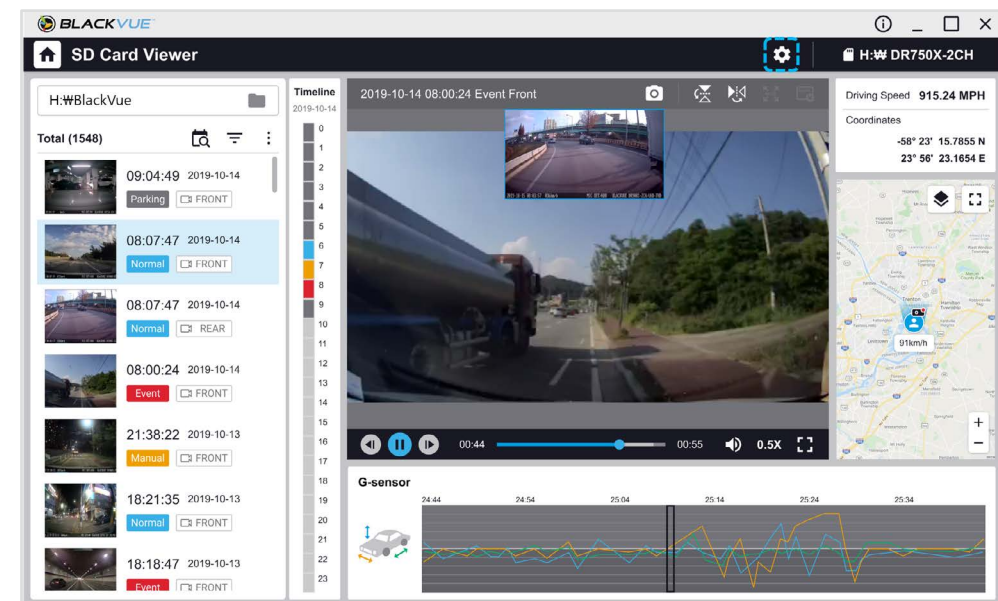 BLACKVUE
SD Card Viewer
H:₩ DR750X-2CH
H:₩BlackVue
Total (1548)
09:04:49 2019-10-14
Parking FRONT
08:07:47 2019-10-14
Normal FRONT
08:07:47 2019-10-14
Normal REAR
08:00:24 2019-10-14
Event FRONT
21:38:22 2019-10-13
Manual FRONT
18:21:35 2019-10-13
Normal FRONT
18:18:47 2019-10-13
Event FRONT
Timeline
2019-10-14
0
1
2
3
4
5
6
7
8
9
10
11
12
13
14
15
16
17
18
19
20
21
22
23
2019-10-14 08:00:24 Event Front
00:44
00:55
0.5X
Driving Speed 915.24 MPH
Coordinates
-58° 23' 15.7855 N
23° 56' 23.1654 E
Trenton
Hamilton
Township
91km/h
+
−
G-sensor
24:44 24:54 25:04 25:14 25:24 25:34